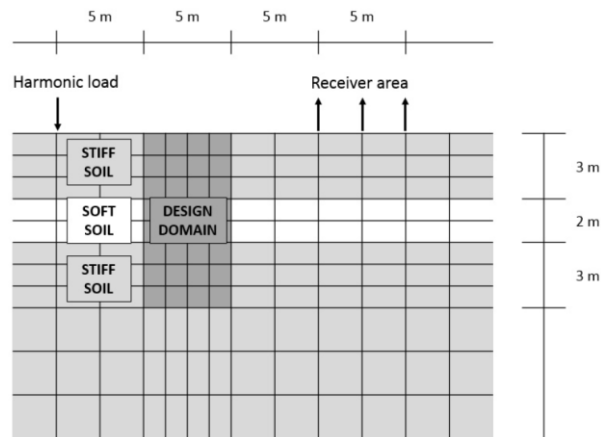 5 m 5 m 5 m 5 m
Harmonic load
Receiver area
STIFF
SOIL
3 m
SOFT
SOIL
DESIGN
DOMAIN
2 m
STIFF
SOIL
3 m